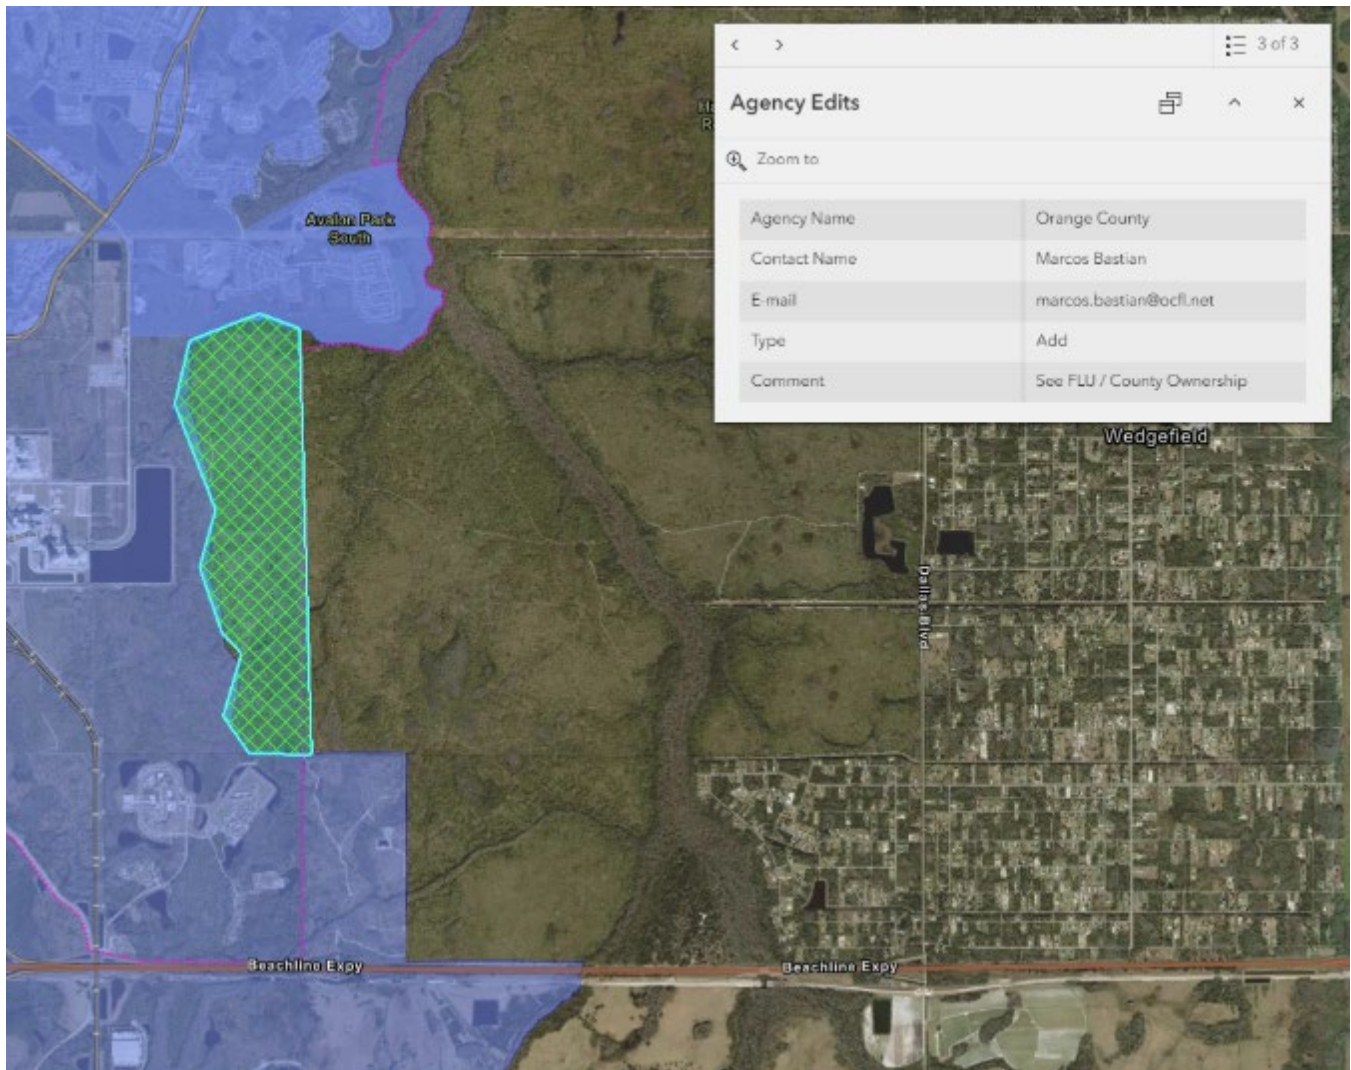 3 of 3
Agency Edits
Zoom to
Agency Name Orange County
Contact Name Marcos Bastian
E-mail marcos.bastian@ocfl.net
Type Add
Comment See FLU / County Ownership
Avalon Park
South
Wedgefield
Dallas Blvd
Beachline Expy
Beachline Expy